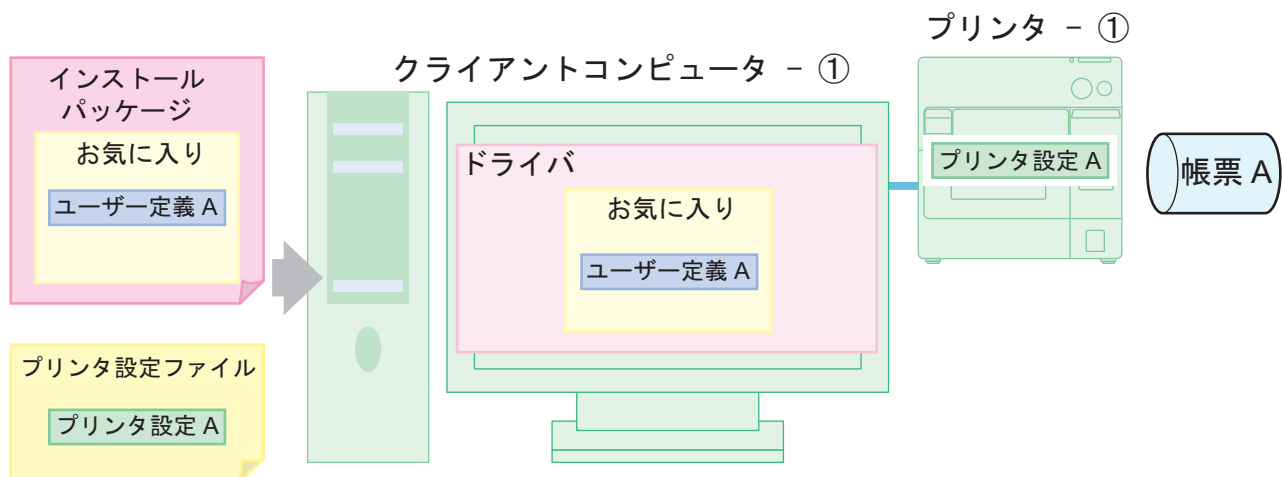 プリンタ － ①
クライアントコンピュータ － ①
インストール
パッケージ
お気に入り
ユーザー定義 A
ドライバ
お気に入り
ユーザー定義 A
プリンタ設定 A
帳票 A
プリンタ設定ファイル
プリンタ設定 A